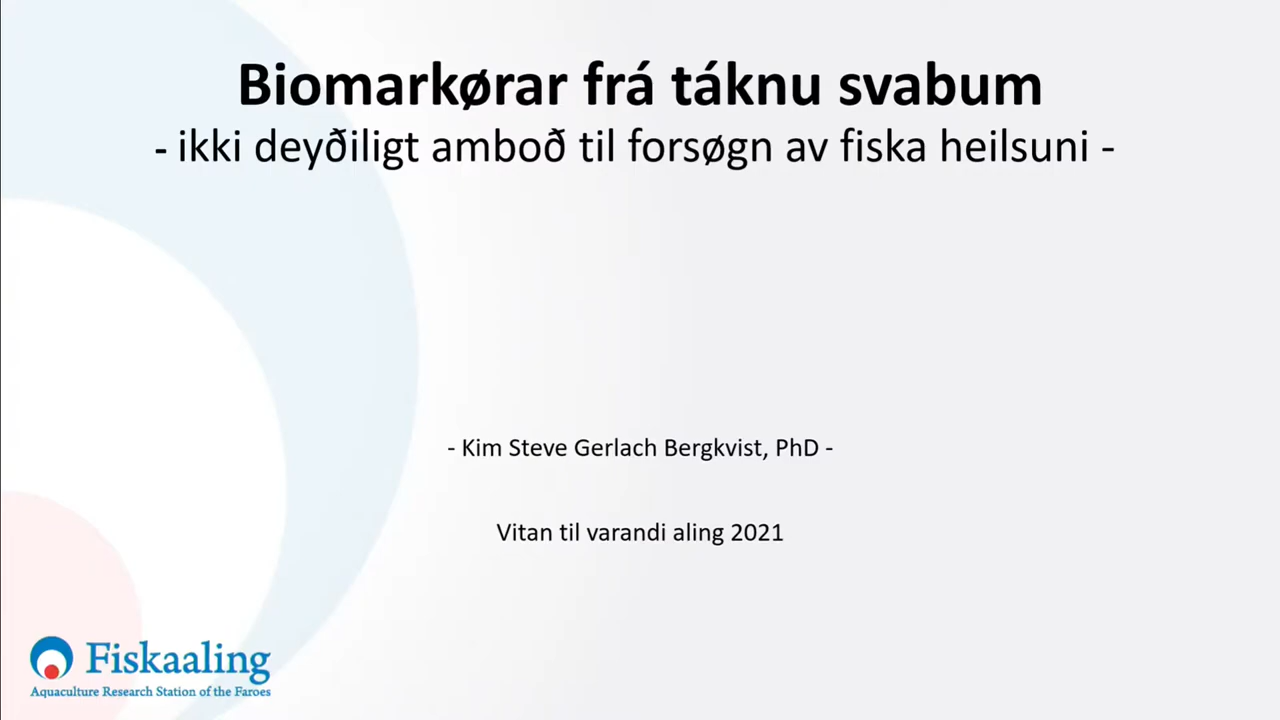 Biomarkørar frá táknu svabum
- ikki deyðiligt amboð til forsøgn av fiska heilsuni -
- Kim Steve Gerlach Bergkvist, PhD -
Vitan til varandi aling 2021
Fiskaaling
Aquaculture Research Station of the Faroes